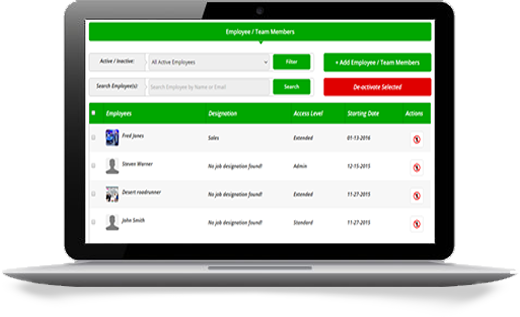 Employee / Team Members
Active / Inactive: All Active Employees Filter + Add Employee / Team Members
Search Employee(s): Search Employee by Name or Email Search De-activate Selected
Employees Designation Access Level Starting Date Actions
Fred Jones Sales Extended 01-13-2016
Steven Warner No job designation found! Admin 12-15-2015
Desert roadrunner No job designation found! Extended 11-27-2015
John Smith No job designation found! Standard 11-27-2015